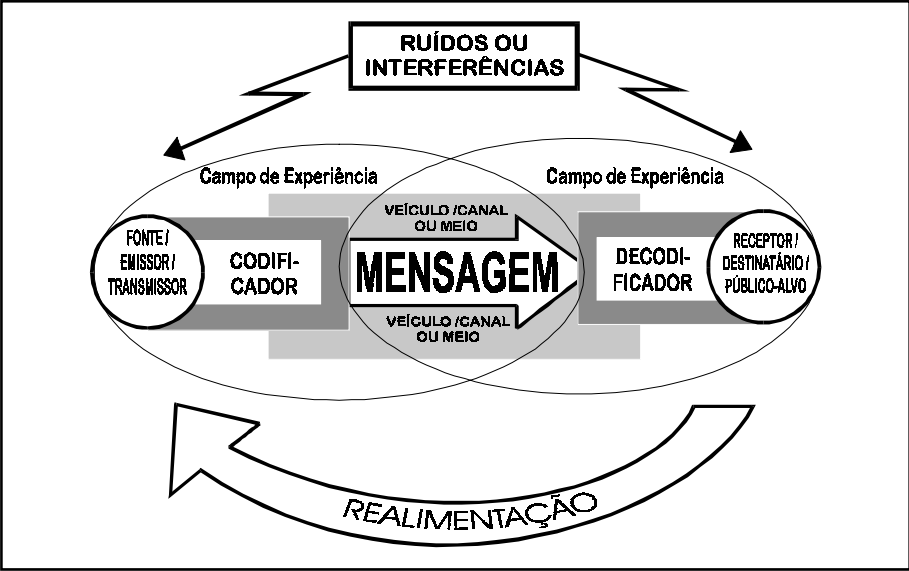 RUÍDOS OU
INTERFERÊNCIAS
Campo de Experiência
Campo de Experiência
VEÍCULO /CANAL
OU MEIO
FONTE /
EMISSOR /
TRANSMISSOR
CODIFI-
CADOR
MENSAGEM
DECODI-
FICADOR
RECEPTOR /
DESTINATÁRIO /
PÚBLICO-ALVO
VEÍCULO /CANAL
OU MEIO
REALIMENTAÇÃO